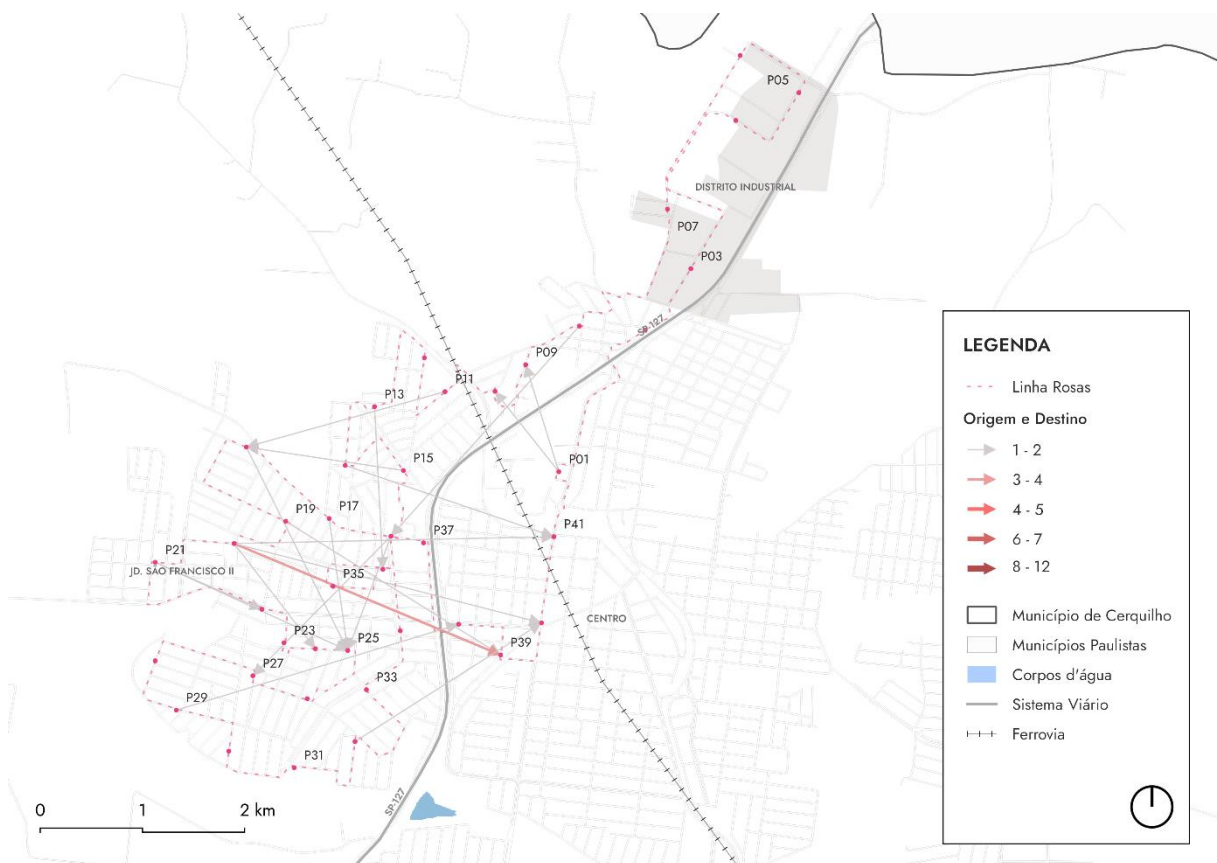 P05
DISTRITO INDUSTRIAL
P07
P03
SP-127
P09
P11
P13
P01
P15
P19
P17
P37
P41
P21
JD. SÃO FRANCISCO II
P35
CENTRO
P23
P25
P39
P27
P33
P29
P31
SP-127
0 1 2 km
LEGENDA
Linha Rosas
Origem e Destino
1 - 2
3 - 4
4 - 5
6 - 7
8 - 12
Município de Cerquilho
Municípios Paulistas
Corpos d'água
Sistema Viário
Ferrovia